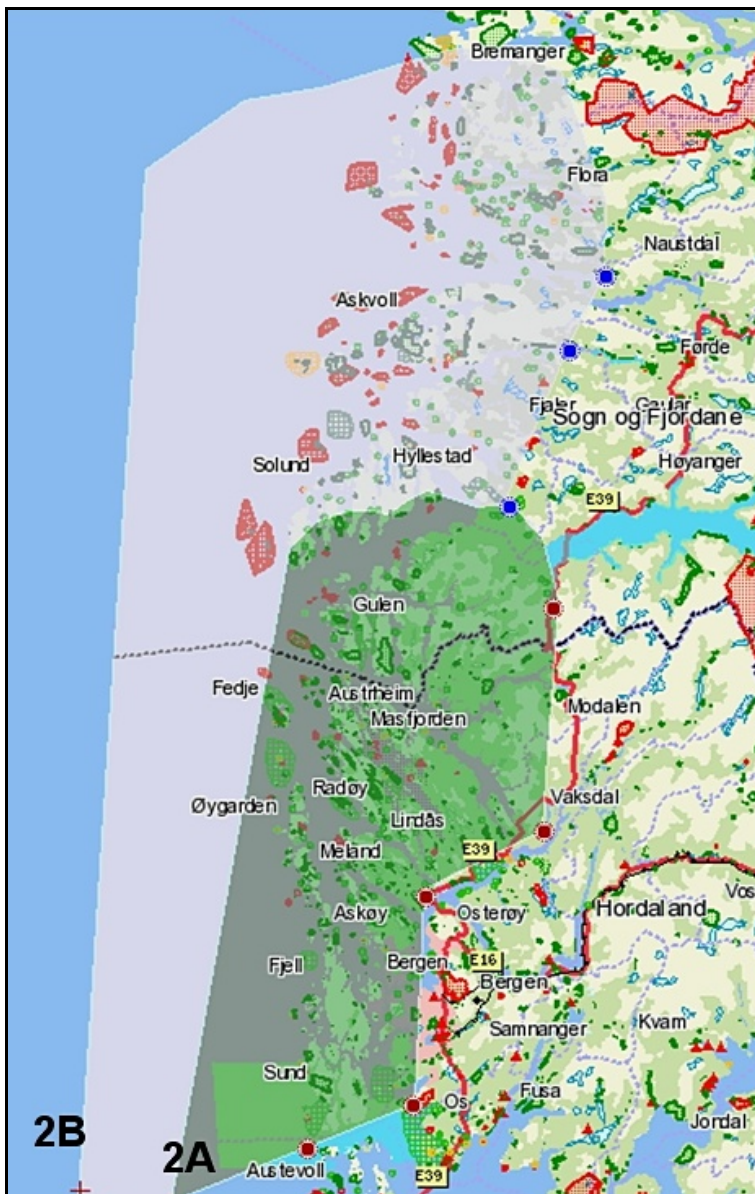 Bremanger
Flora
Naustdal
Askvoll
Førde
Fjaler
Gaular
Sogn og Fjordane
Hyllestad
Solund
Høyanger
E39
Gulen
Fedje
Austrheim
Modalen
Masfjorden
Radøy
Vaksdal
Øygarden
Lindås
Meland
E39
Askøy
Osterøy
Hordaland
Vos
Fjell
Bergen
E16
Bergen
Samnanger
Kvam
Sund
Os
Fusa
Jordal
2B
2A
Austevoll
E39